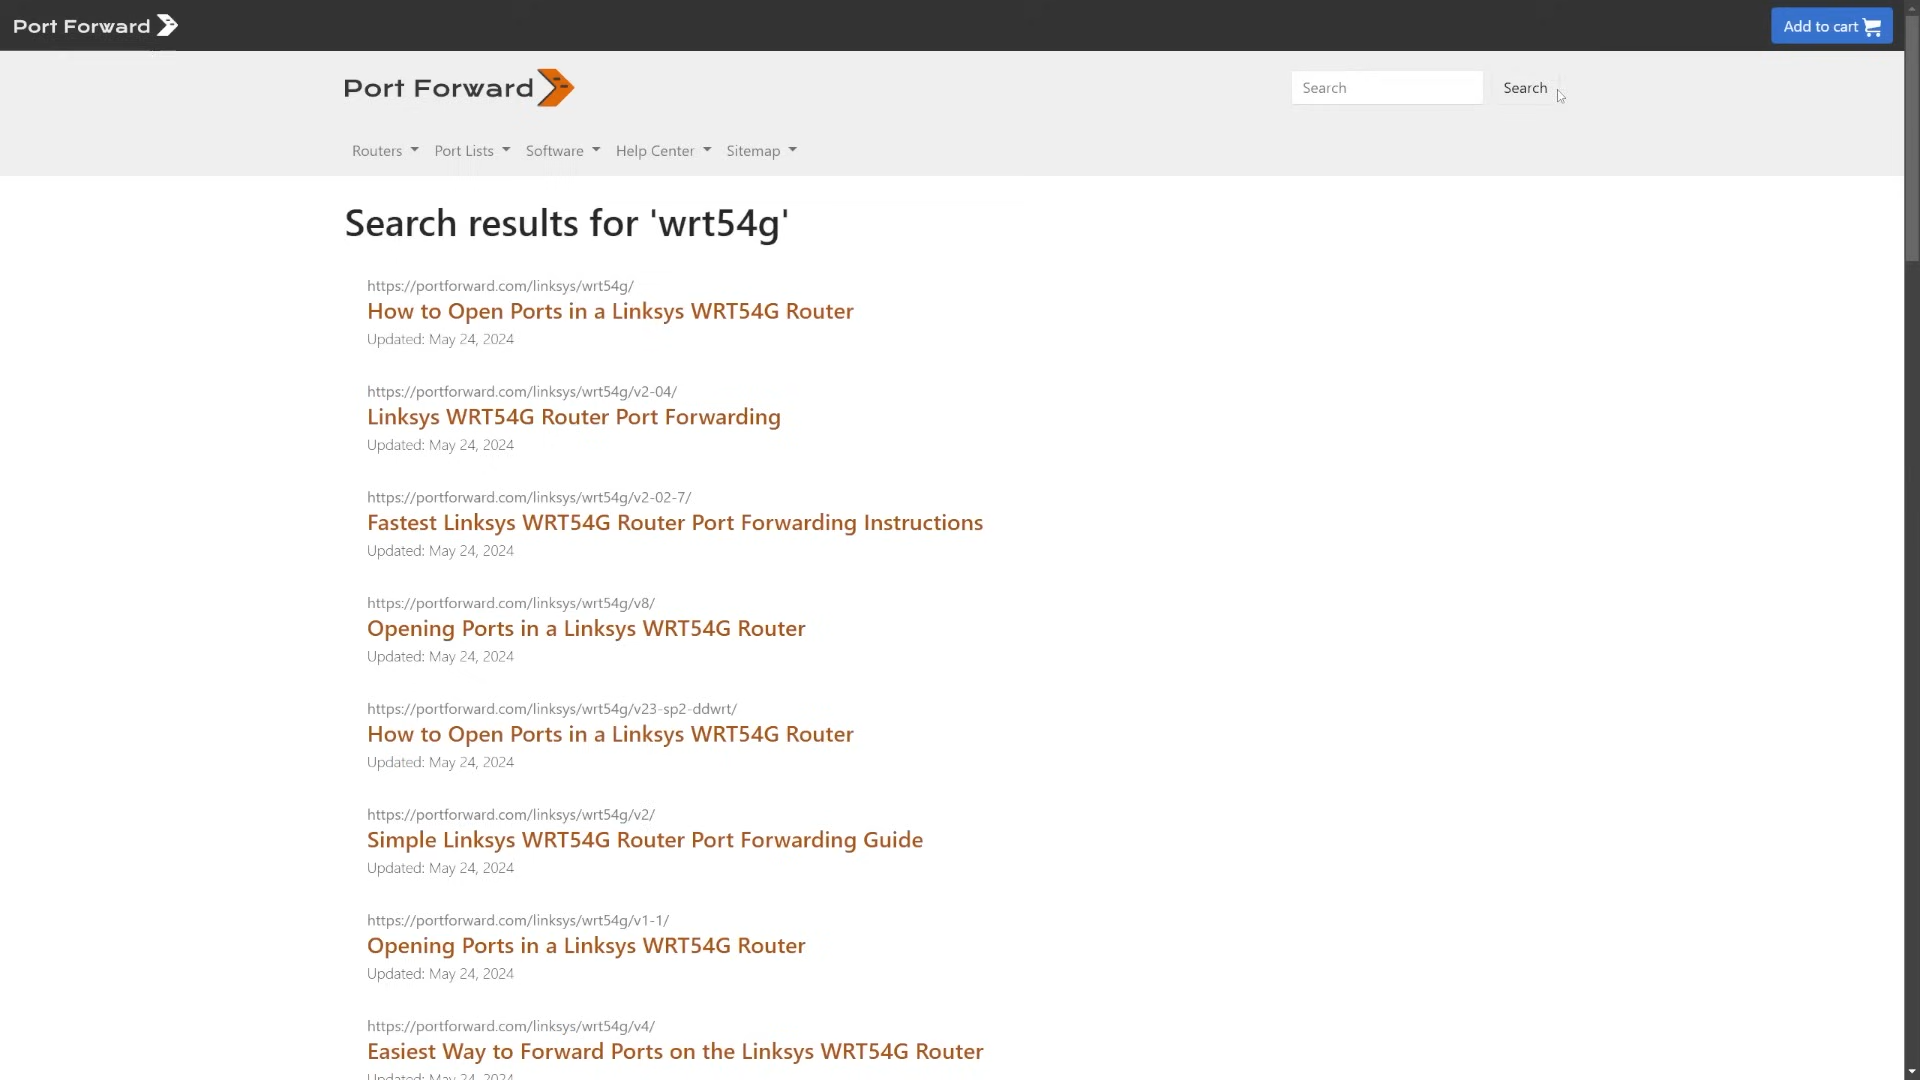 Port Forward
Add to cart
Port Forward
Search
Search
Routers
Port Lists
Software
Help Center
Sitemap
Search results for 'wrt54g'
https://portforward.com/linksys/wrt54g/
How to Open Ports in a Linksys WRT54G Router
Updated: May 24, 2024
https://portforward.com/linksys/wrt54g/v2-04/
Linksys WRT54G Router Port Forwarding
Updated: May 24, 2024
https://portforward.com/linksys/wrt54g/v2-02-7/
Fastest Linksys WRT54G Router Port Forwarding Instructions
Updated: May 24, 2024
https://portforward.com/linksys/wrt54g/v8/
Opening Ports in a Linksys WRT54G Router
Updated: May 24, 2024
https://portforward.com/linksys/wrt54g/v23-sp2-ddwrt/
How to Open Ports in a Linksys WRT54G Router
Updated: May 24, 2024
https://portforward.com/linksys/wrt54g/v2/
Simple Linksys WRT54G Router Port Forwarding Guide
Updated: May 24, 2024
https://portforward.com/linksys/wrt54g/v1-1/
Opening Ports in a Linksys WRT54G Router
Updated: May 24, 2024
https://portforward.com/linksys/wrt54g/v4/
Easiest Way to Forward Ports on the Linksys WRT54G Router
Updated: May 24, 2024